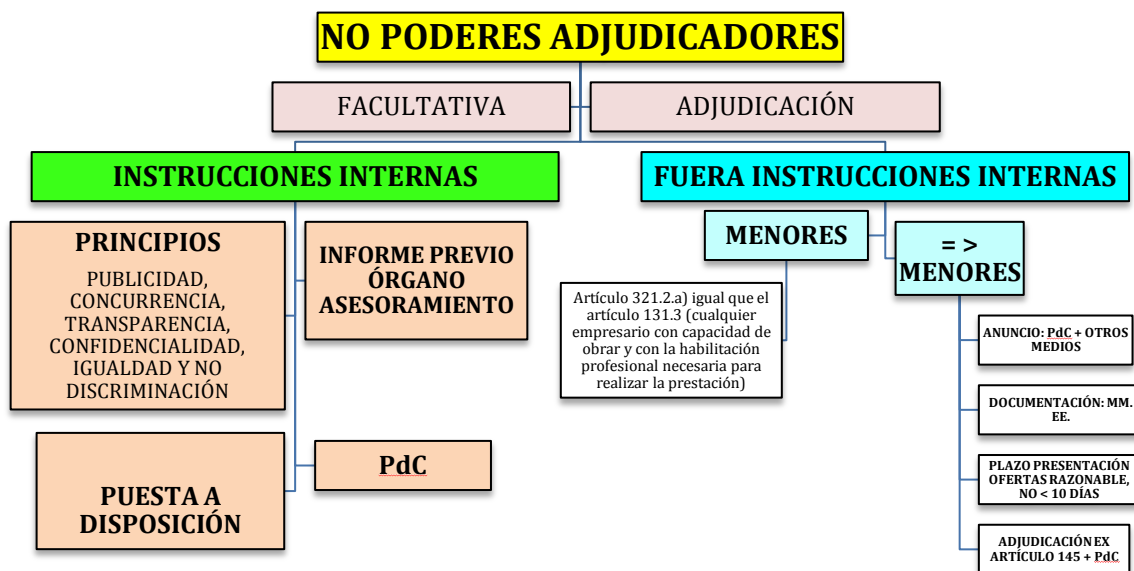 NO PODERES ADJUDICADORES
FACULTATIVA
ADJUDICACIÓN
INSTRUCCIONES INTERNAS
PRINCIPIOS
PUBLICIDAD,
CONCURRENCIA,
TRANSPARENCIA,
CONFIDENCIALIDAD,
IGUALDAD Y NO
DISCRIMINACIÓN
INFORME PREVIO
ÓRGANO
ASESORAMIENTO
PUESTA A
DISPOSICIÓN
PdC
FUERA INSTRUCCIONES INTERNAS
MENORES
Artículo 321.2.a) igual que el
artículo 131.3 (cualquier
empresario con capacidad de
obrar y con la habilitación
profesional necesaria para
realizar la prestación)
= >
MENORES
ANUNCIO: PdC + OTROS
MEDIOS
DOCUMENTACIÓN: MM.
EE.
PLAZO PRESENTACIÓN
OFERTAS RAZONABLE,
NO < 10 DÍAS
ADJUDICACIÓN EX
ARTÍCULO 145 + PdC